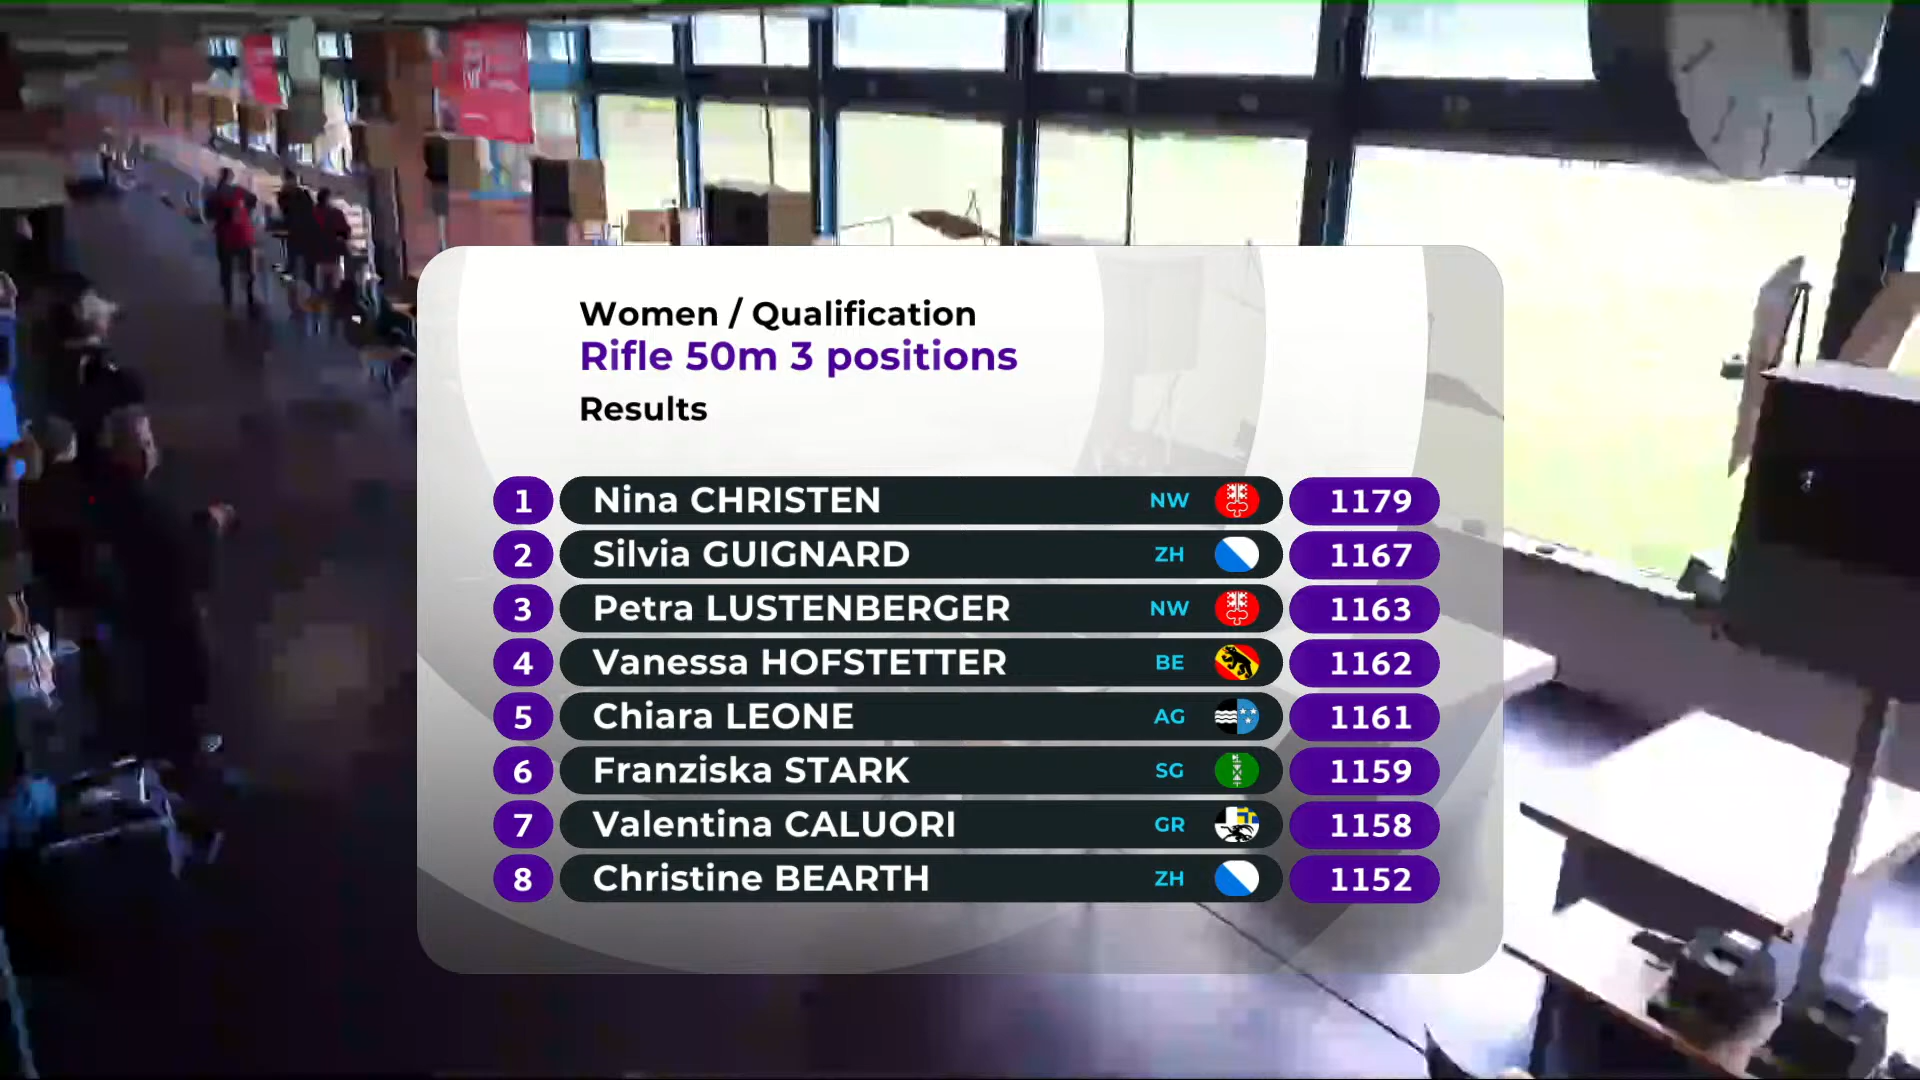 Women / Qualification
Rifle 50m 3 positions
Results
1 Nina CHRISTEN NW 1179
2 Silvia GUIGNARD ZH 1167
3 Petra LUSTENBERGER NW 1163
4 Vanessa HOFSTETTER BE 1162
5 Chiara LEONE AG 1161
6 Franziska STARK SG 1159
7 Valentina CALUORI GR 1158
8 Christine BEARTH ZH 1152